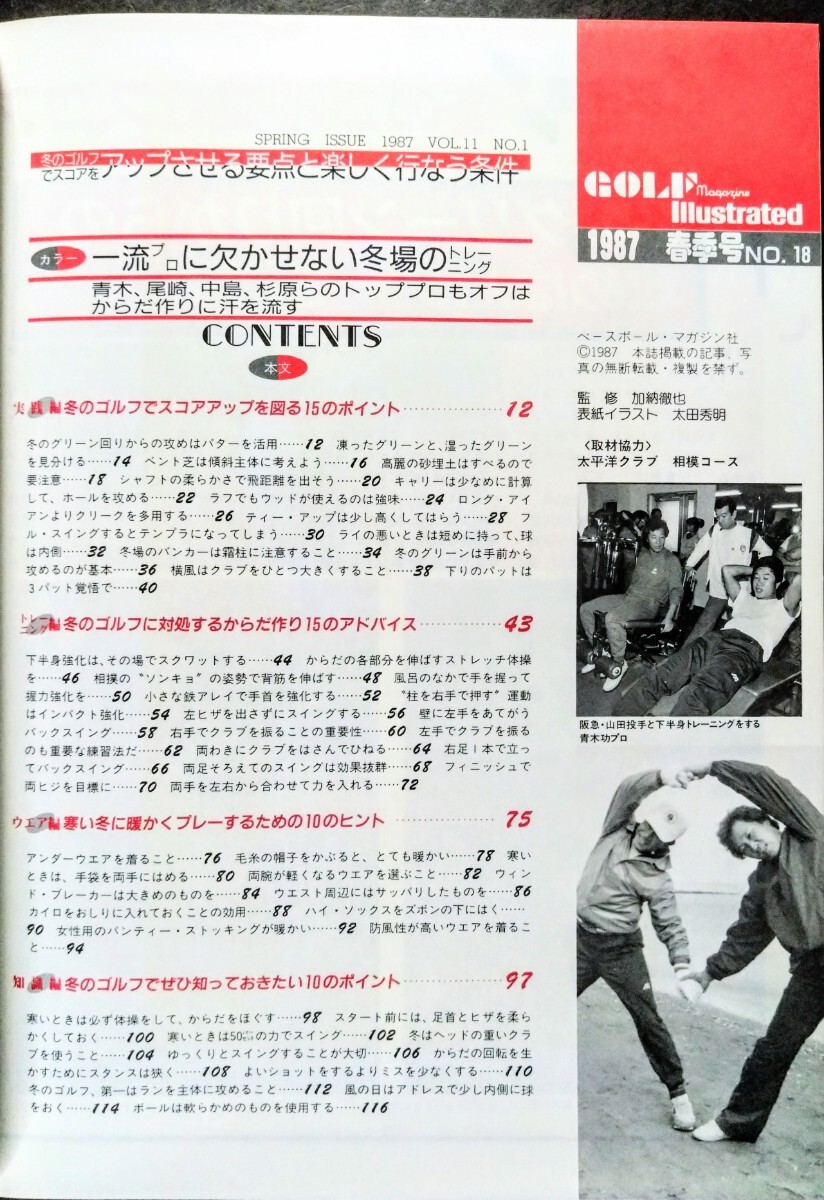 SPRING ISSUE 1987 VOL.11 NO.1
冬のゴルフでスコアをアップさせる要点と楽しく行なう条件
カラー 一流プロに欠かせない冬場のトレーニング
青木、尾崎、中島、杉原らのトッププロもオフは
からだ作りに汗を流す
CONTENTS
本文
実践編 冬のゴルフでスコアアップを図る15のポイント……………12
冬のグリーン回りからの攻めはパターを活用……12 凍ったグリーンと、湿ったグリーン
を見分ける……14 ベント芝は傾斜主体に考えよう……16 高麗の砂埋土はすべるので
要注意……18 シャフトの柔らかさで飛距離を出そう……20 キャリーは少なめに計算
して、ホールを攻める……22 ラフでもウッドが使えるのは強味……24 ロング・アイ
アンよりクリークを多用する……26 ティー・アップは少し高くしてはらう……28 フ
ル・スイングするとテンプラになってしまう……30 ライの悪いときは短めに持って、球
は内側……32 冬場のバンカーは霜柱に注意すること……34 冬のグリーンは手前から
攻めるのが基本……36 横風はクラブをひとつ大きくすること……38 下りのパットは
3パット覚悟で……40
トレーニング編 冬のゴルフに対処するからだ作り15のアドバイス…………43
下半身強化は、その場でスクワットする……44 からだの各部分を伸ばすストレッチ体操
を……46 相撲の〝ソンキョ〟の姿勢で背筋を伸ばす……48 風呂のなかで手を握って
握力強化を……50 小さな鉄アレイで手首を強化する……52 〝柱を右手で押す〟運動
はインパクト強化……54 左ヒザを出さずにスイングする……56 壁に左手をあてがう
バックスイング……58 右手でクラブを振ることの重要性……60 左手でクラブを振る
のも重要な練習法だ……62 両わきにクラブをはさんでひねる……64 右足1本で立っ
てバックスイング……66 両足そろえてのスイングは効果抜群……68 フィニッシュで
両ヒジを目標に……70 両手を左右から合わせて力を入れる……72
ウエア編 寒い冬に暖かくプレーするための10のヒント………………75
アンダーウエアを着ること……76 毛糸の帽子をかぶると、とても暖かい……78 寒い
ときは、手袋を両手にはめる……80 両腕が軽くなるウエアを選ぶこと……82 ウィン
ド・ブレーカーは大きめのものを……84 ウエスト周辺にはサッパリしたものを……86
カイロをおしりに入れておくことの効用……88 ハイ・ソックスをズボンの下にはく……
90 女性用のパンティー・ストッキングが暖かい……92 防風性が高いウエアを着るこ
と……94
知識編 冬のゴルフでぜひ知っておきたい10のポイント……………97
寒いときは必ず体操をして、からだをほぐす……98 スタート前には、足首とヒザを柔ら
かくしておく……100 寒いときは50㌫の力でスイング……102 冬はヘッドの重いクラ
ブを使うこと……104 ゆっくりとスイングすることが大切……106 からだの回転を生
かすためにスタンスは狭く……108 よいショットをするよりミスを少なくする……110
冬のゴルフ、第一はランを主体に攻めること……112 風の日はアドレスで少し内側に球
をおく……114 ボールは軟らかめのものを使用する……116
GOLF Magazine
Illustrated
1987 春季号 NO. 18
ベースボール・マガジン社
©1987 本誌掲載の記事、写
真の無断転載・複製を禁ず。
監修 加納徹也
表紙イラスト 太田秀明
〈取材協力〉
太平洋クラブ 相模コース
阪急・山田投手と下半身トレーニングをする
青木功プロ